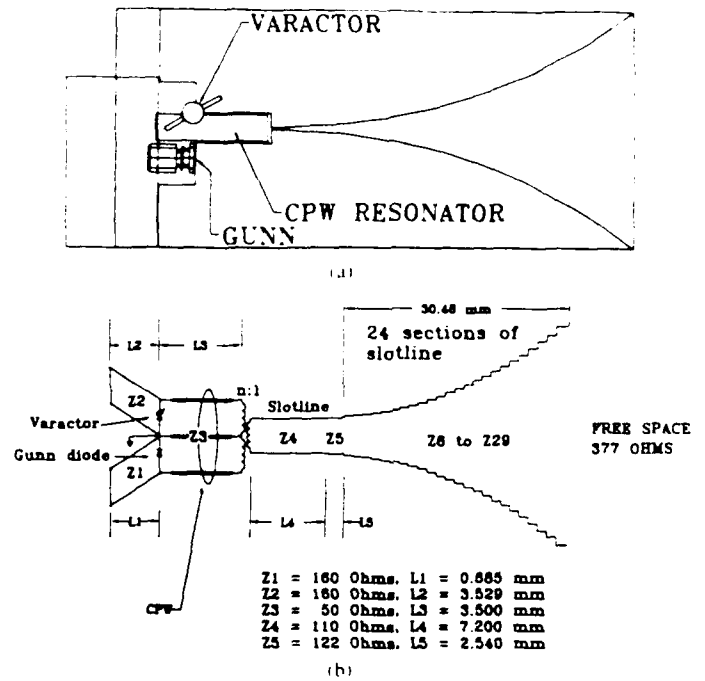 VARACTOR
CPW RESONATOR
GUNN
(a)
30.48 mm
24 sections of
slotline
L2
L3
n:1
Slotline
Z2
Varactor
Z3
Z4
Z5
Z6 to Z29
FREE SPACE
377 OHMS
Gunn diode
Z1
L1
L4
L5
CPW
Z1 = 160 Ohms, L1 = 0.685 mm
Z2 = 160 Ohms, L2 = 3.529 mm
Z3 = 50 Ohms, L3 = 3.500 mm
Z4 = 110 Ohms, L4 = 7.200 mm
Z5 = 122 Ohms, L5 = 2.540 mm
(b)